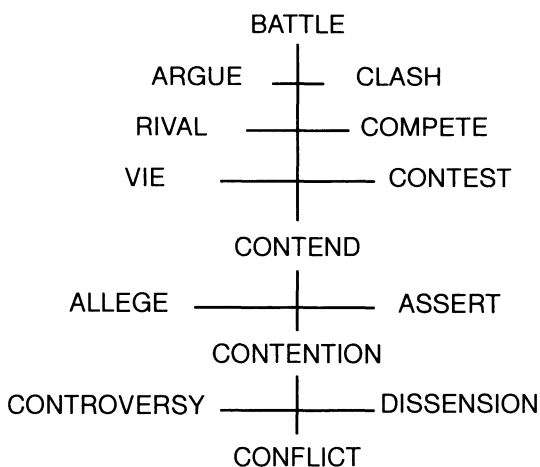 BATTLE
ARGUE CLASH
RIVAL COMPETE
VIE CONTEST
CONTEND
ALLEGE ASSERT
CONTENTION
CONTROVERSY DISSENSION
CONFLICT